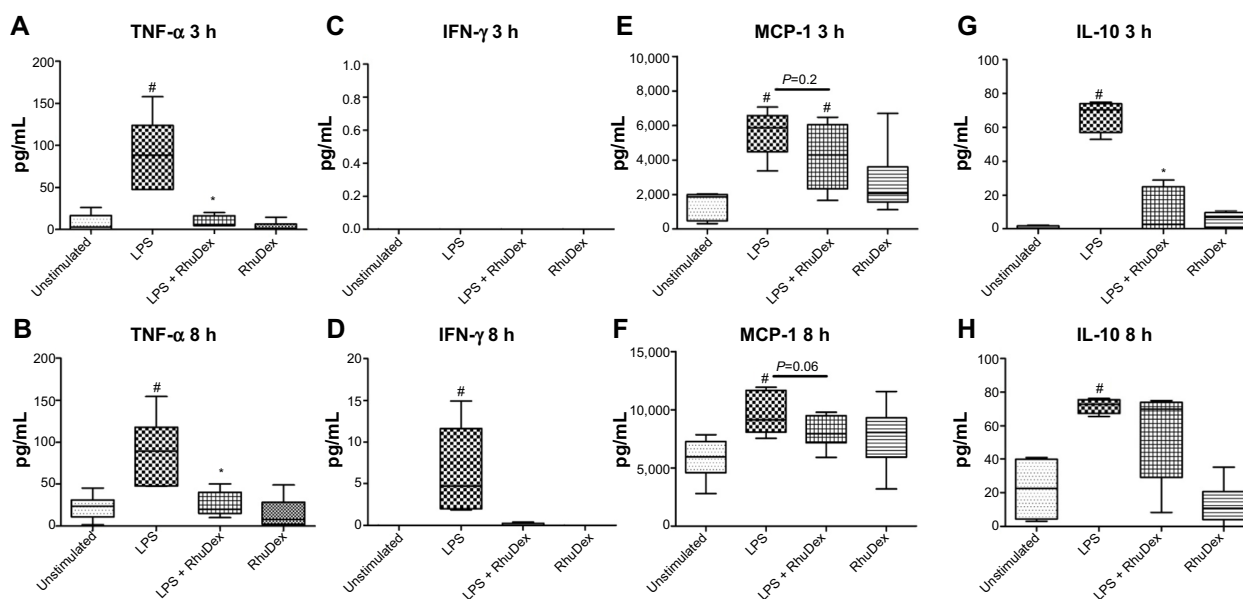 A
TNF-α 3 h
pg/mL
200
150
100
50
0
#
*
Unstimulated
LPS
LPS + RhuDex
RhuDex
C
IFN-γ 3 h
pg/mL
1.0
0.8
0.6
0.4
0.2
0.0
Unstimulated
LPS
LPS + RhuDex
RhuDex
E
MCP-1 3 h
pg/mL
10,000
8,000
6,000
4,000
2,000
0
P=0.2
#
#
Unstimulated
LPS
LPS + RhuDex
RhuDex
G
IL-10 3 h
pg/mL
100
80
60
40
20
0
#
*
Unstimulated
LPS
LPS + RhuDex
RhuDex
B
TNF-α 8 h
pg/mL
200
150
100
50
0
#
*
Unstimulated
LPS
LPS + RhuDex
RhuDex
D
IFN-γ 8 h
pg/mL
20
15
10
5
0
#
Unstimulated
LPS
LPS + RhuDex
RhuDex
F
MCP-1 8 h
pg/mL
15,000
10,000
5,000
0
P=0.06
#
Unstimulated
LPS
LPS + RhuDex
RhuDex
H
IL-10 8 h
pg/mL
100
80
60
40
20
0
#
Unstimulated
LPS
LPS + RhuDex
RhuDex